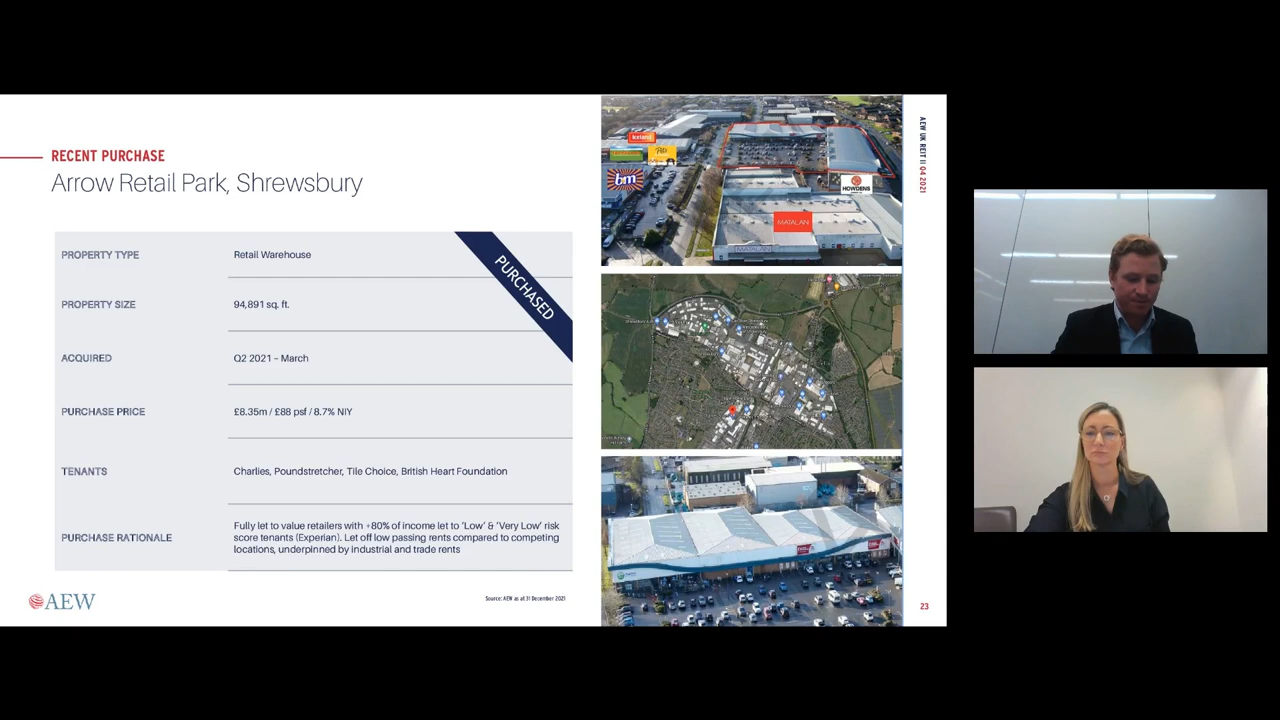 RECENT PURCHASE
Arrow Retail Park, Shrewsbury
PROPERTY TYPE
Retail Warehouse
PROPERTY SIZE
94,891 sq. ft.
ACQUIRED
Q2 2021 – March
PURCHASE PRICE
£8.35m / £88 psf / 8.7% NIY
TENANTS
Charlies, Poundstretcher, Tile Choice, British Heart Foundation
PURCHASE RATIONALE
Fully let to value retailers with +80% of income let to 'Low' & 'Very Low' risk
score tenants (Experian). Let off low passing rents compared to competing
locations, underpinned by industrial and trade rents
PURCHASED
AEW
Source: AEW as at 31 December 2021
Iceland
bm
HOWDENS
MATALAN
MATALAN
AEW UK REIT II Q4 2021
23